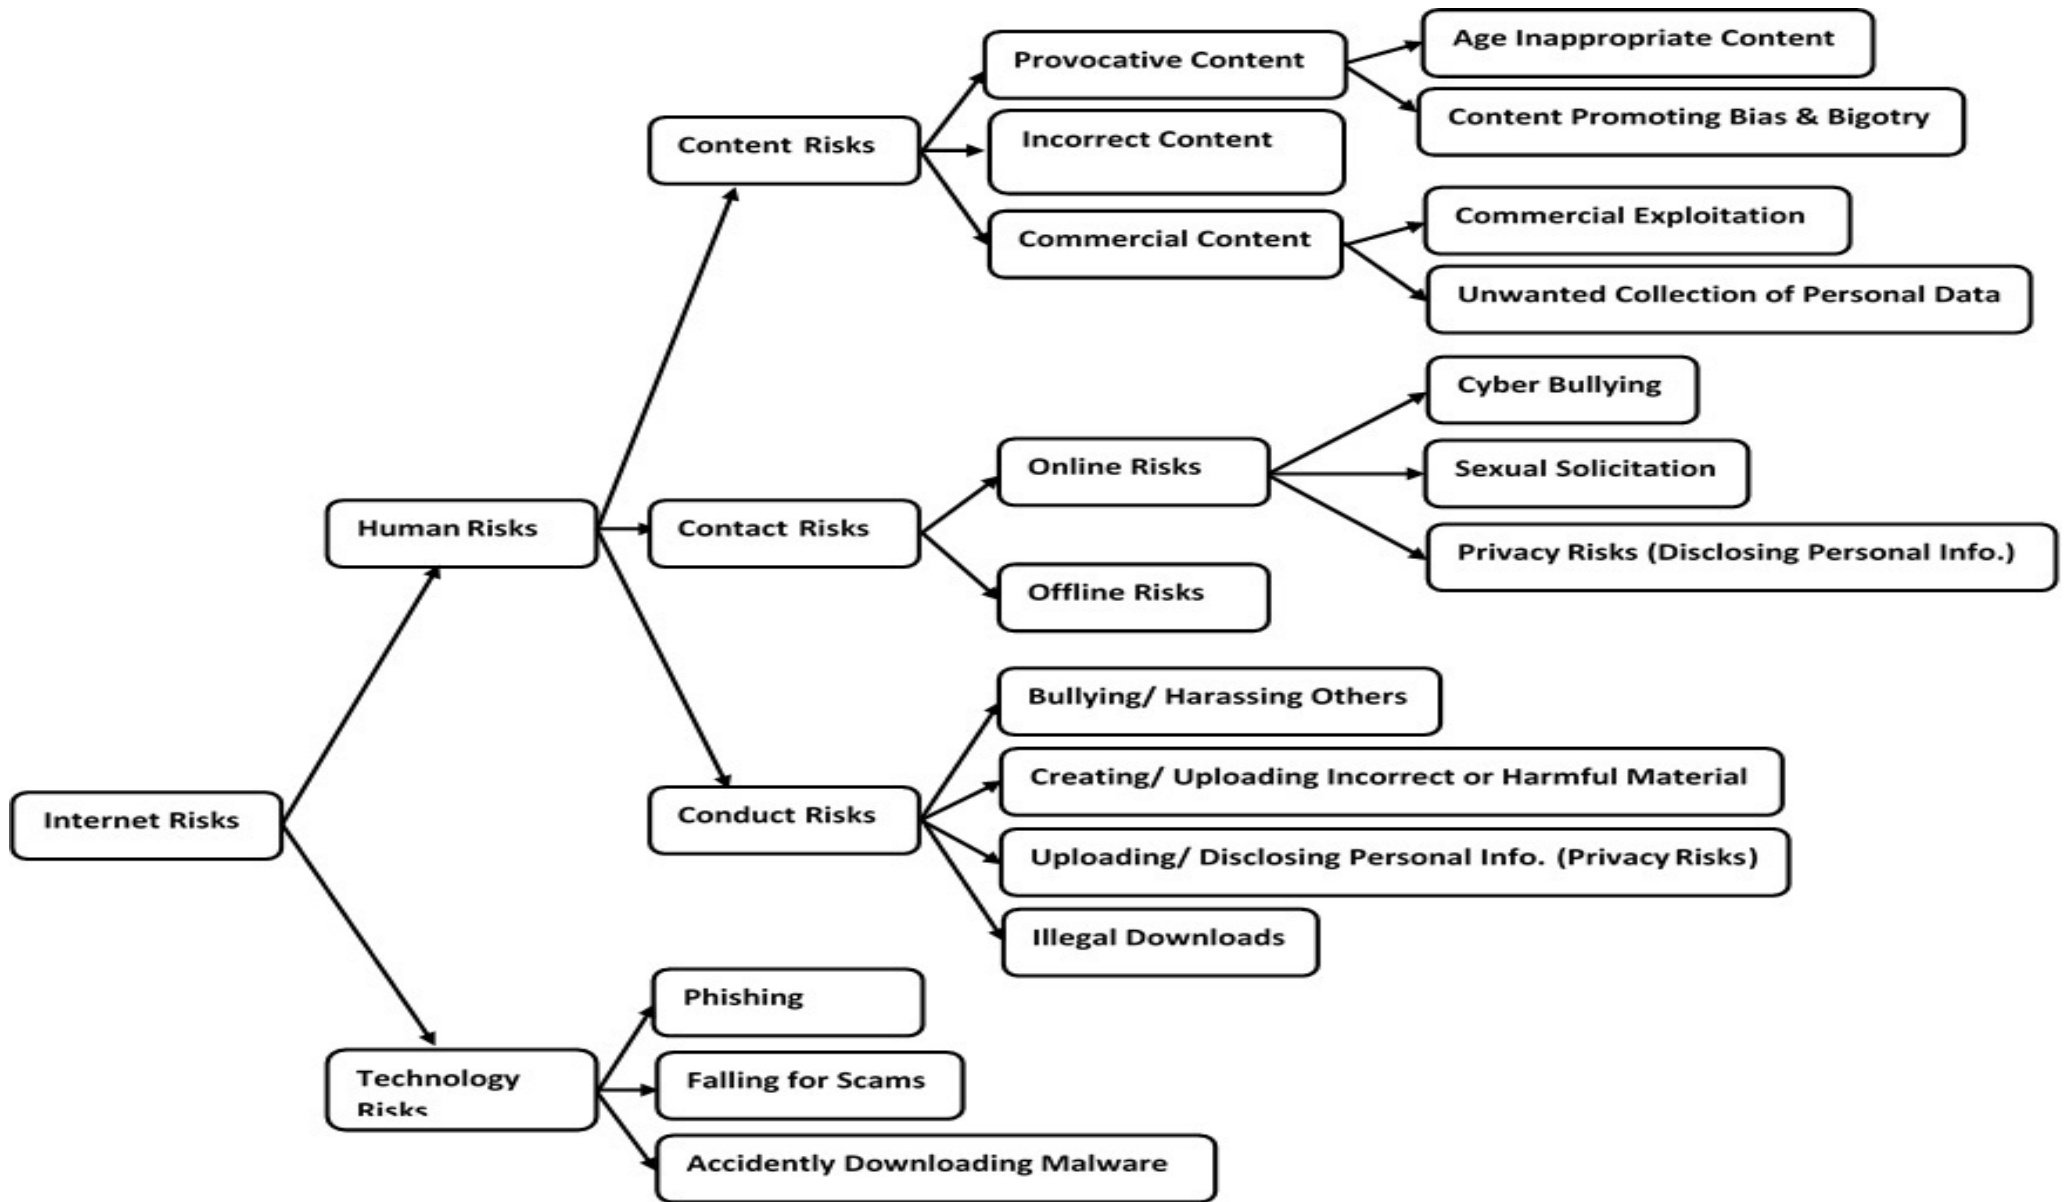 Age Inappropriate Content
Provocative Content
Content Promoting Bias & Bigotry
Content Risks
Incorrect Content
Commercial Exploitation
Commercial Content
Unwanted Collection of Personal Data
Cyber Bullying
Online Risks
Sexual Solicitation
Human Risks
Contact Risks
Privacy Risks (Disclosing Personal Info.)
Offline Risks
Bullying/ Harassing Others
Creating/ Uploading Incorrect or Harmful Material
Internet Risks
Conduct Risks
Uploading/ Disclosing Personal Info. (Privacy Risks)
Illegal Downloads
Phishing
Technology
Risks
Falling for Scams
Accidently Downloading Malware